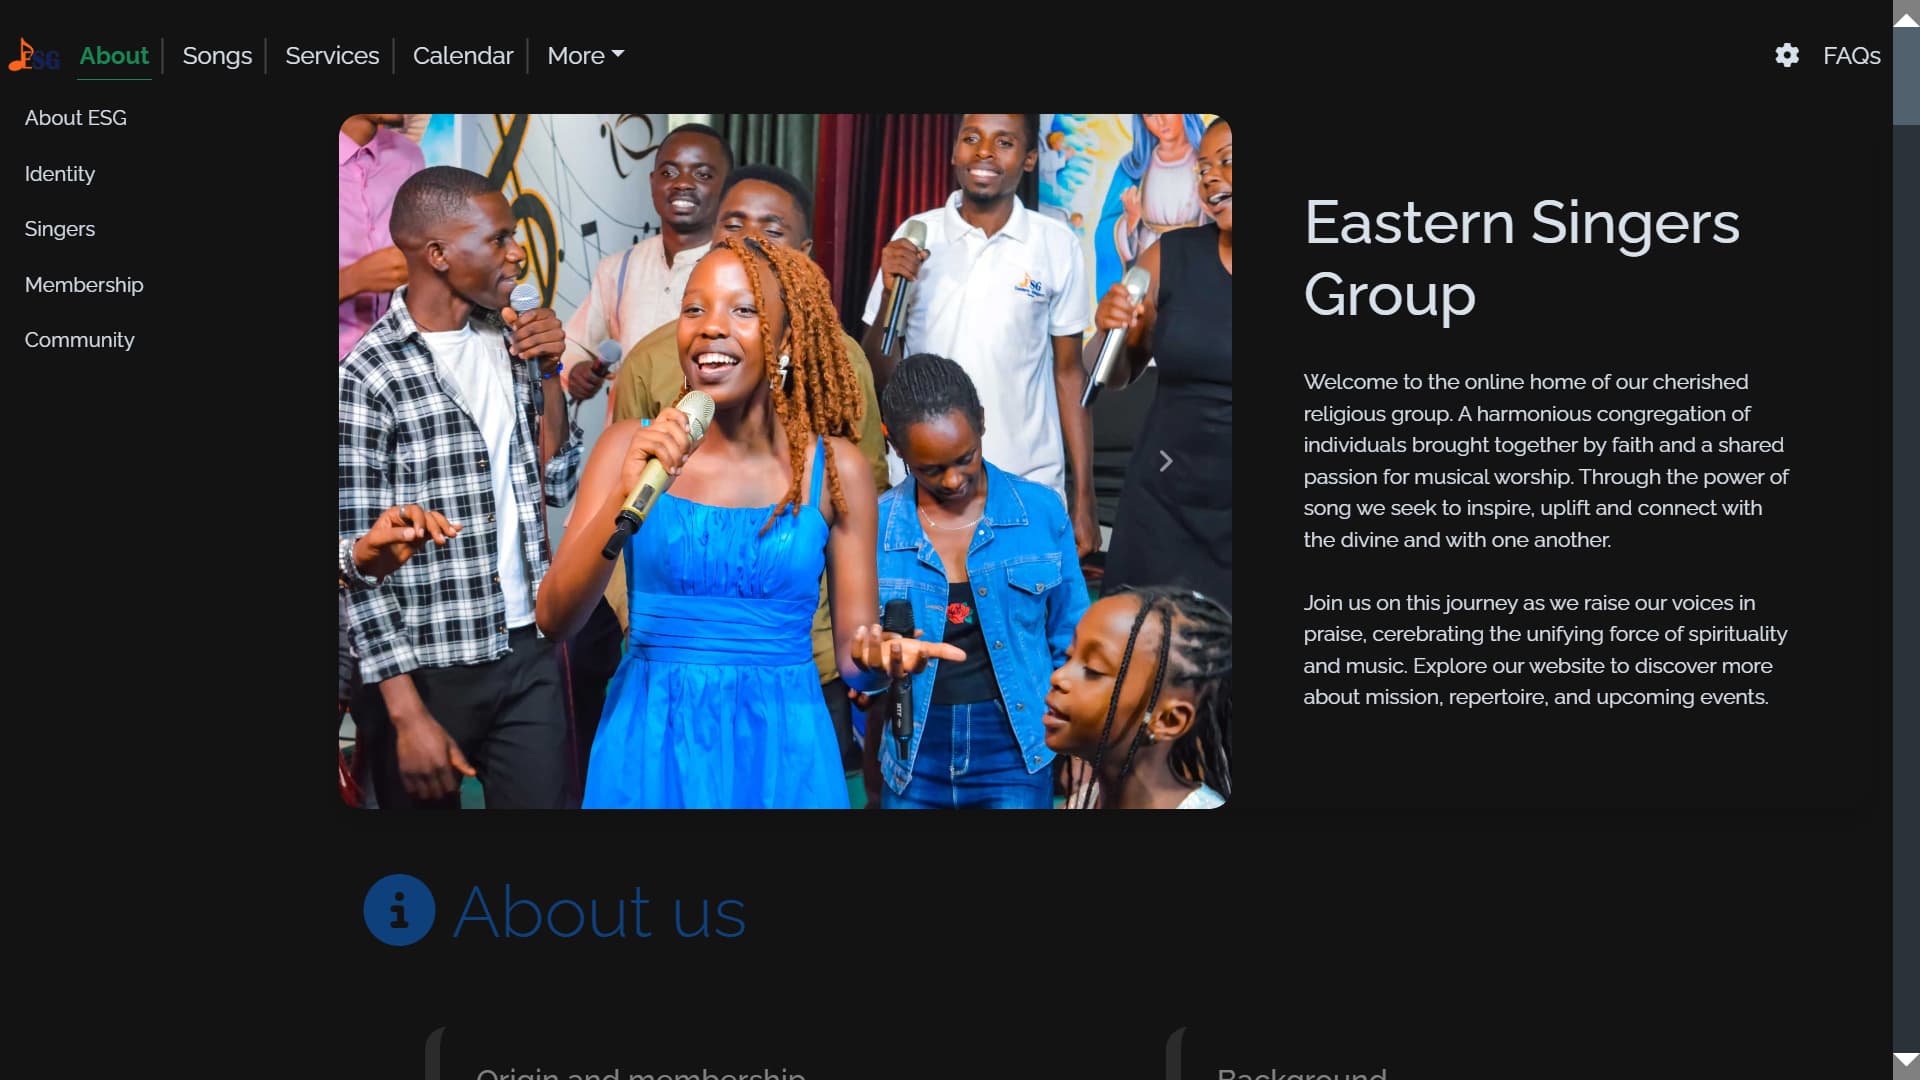 ESG
About
Songs
Services
Calendar
More
FAQs
About ESG
Identity
Singers
Membership
Community
Eastern Singers
Group
Welcome to the online home of our cherished
religious group. A harmonious congregation of
individuals brought together by faith and a shared
passion for musical worship. Through the power of
song we seek to inspire, uplift and connect with
the divine and with one another.
Join us on this journey as we raise our voices in
praise, cerebrating the unifying force of spirituality
and music. Explore our website to discover more
about mission, repertoire, and upcoming events.
About us
Origin and membership
Background